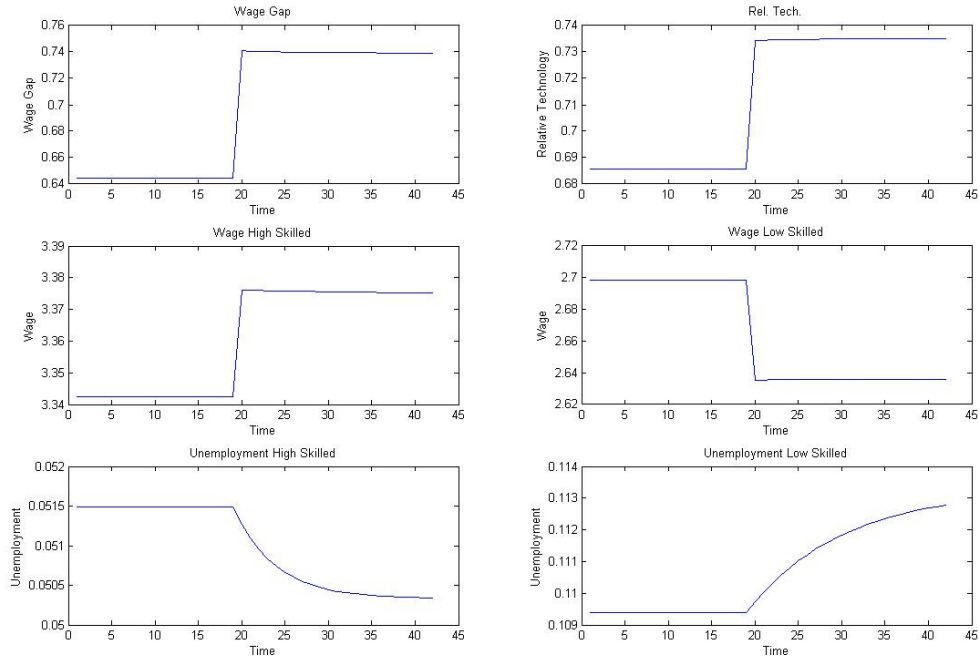 Wage Gap
0.76
0.74
0.72
0.7
0.68
0.66
0.64
Wage Gap
0 5 10 15 20 25 30 35 40 45
Time
Rel. Tech.
0.74
0.73
0.72
0.71
0.7
0.69
0.68
Relative Technology
0 5 10 15 20 25 30 35 40 45
Time
Wage High Skilled
3.39
3.38
3.37
3.36
3.35
3.34
Wage
0 5 10 15 20 25 30 35 40 45
Time
Wage Low Skilled
2.72
2.7
2.68
2.66
2.64
2.62
Wage
0 5 10 15 20 25 30 35 40 45
Time
Unemployment High Skilled
0.052
0.0515
0.051
0.0505
0.05
Unemployment
0 5 10 15 20 25 30 35 40 45
Time
Unemployment Low Skilled
0.114
0.113
0.112
0.111
0.11
0.109
Unemployment
0 5 10 15 20 25 30 35 40 45
Time